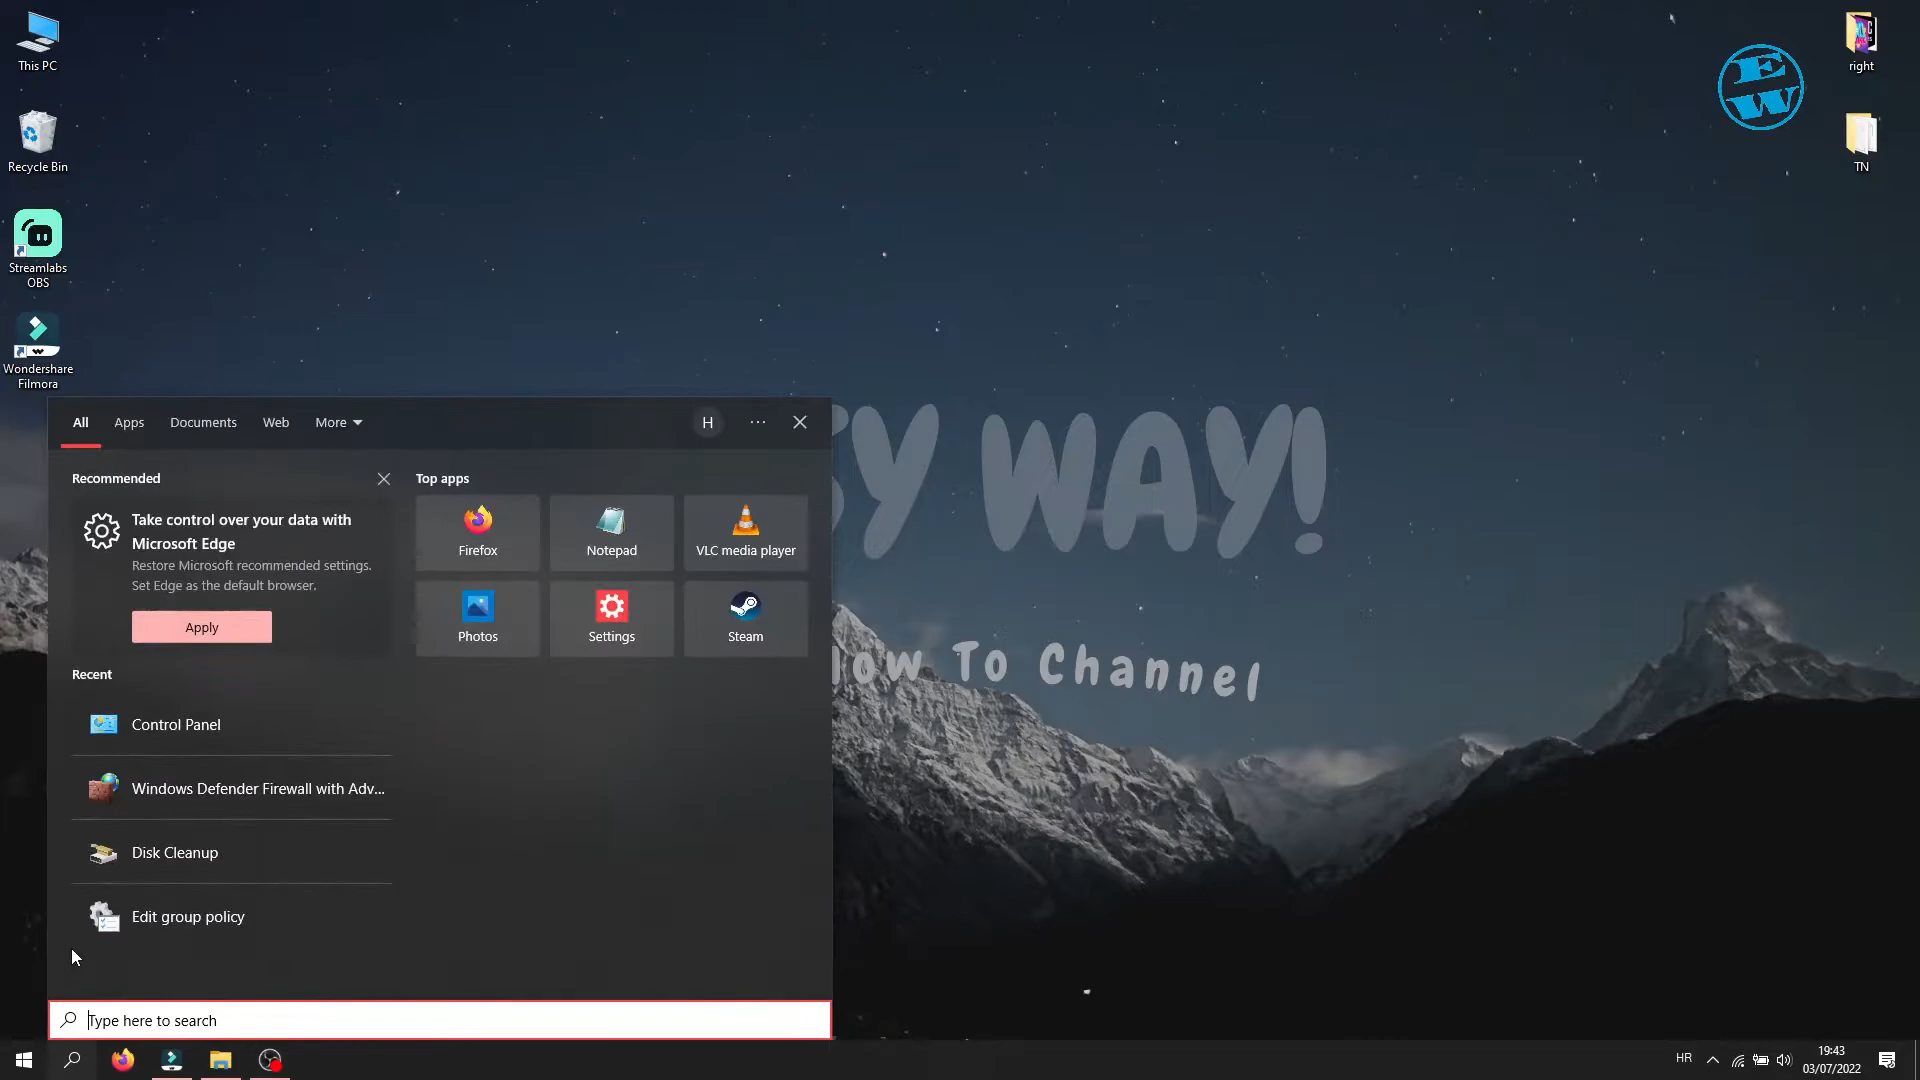 This PC
Recycle Bin
Streamlabs
OBS
Wondershare
Filmora
EW
right
TN
All
Apps
Documents
Web
More
H
Recommended
Take control over your data with
Microsoft Edge
Restore Microsoft recommended settings.
Set Edge as the default browser.
Apply
Top apps
Firefox
Notepad
VLC media player
Photos
Settings
Steam
Recent
Control Panel
Windows Defender Firewall with Adv...
Disk Cleanup
Edit group policy
Type here to search
SY WAY!
How To Channel
HR
19:43
03/07/2022